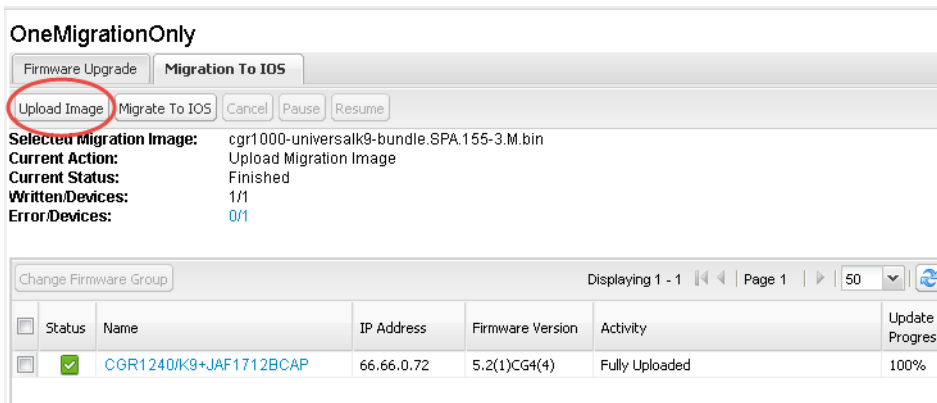 OneMigrationOnly
Firmware Upgrade Migration To IOS
Upload Image Migrate To IOS Cancel Pause Resume
Selected Migration Image: cgr1000-universalk9-bundle.SPA.155-3.M.bin
Current Action: Upload Migration Image
Current Status: Finished
Written/Devices: 1/1
Error/Devices: 0/1
Change Firmware Group Displaying 1 - 1 Page 1 50
Status Name IP Address Firmware Version Activity Update
Progres
CGR1240/K9+JAF1712BCAP 66.66.0.72 5.2(1)CG4(4) Fully Uploaded 100%